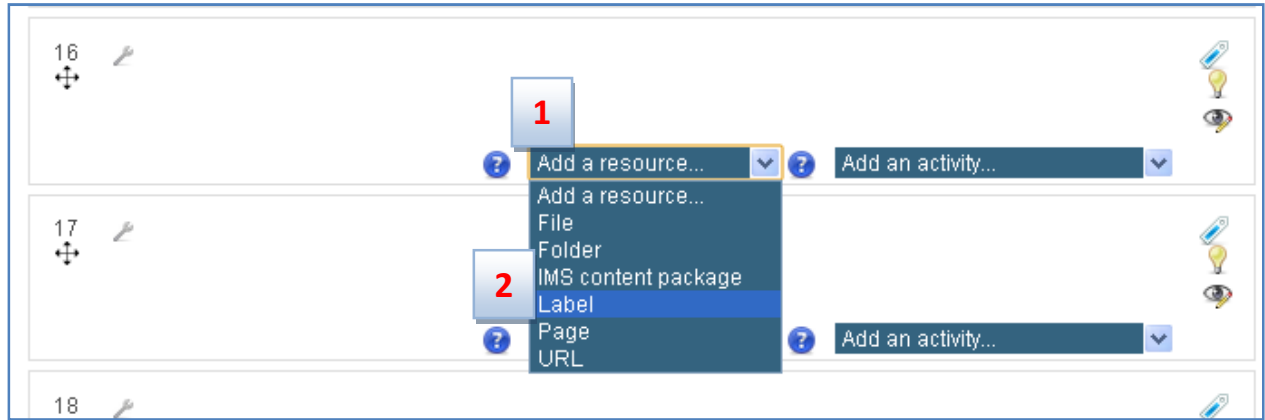 16
1
? Add a resource... ? Add an activity...
Add a resource...
File
17
Folder
IMS content package
2
Label
Page
? ? Add an activity...
URL
18